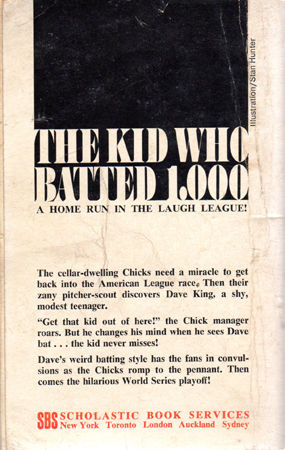 Illustration/Stan Hunter
THE KID WHO
BATTED 1.000
A HOME RUN IN THE LAUGH LEAGUE!
The cellar-dwelling Chicks need a miracle to get
back into the American League race. Then their
zany pitcher-scout discovers Dave King, a shy,
modest teenager.
"Get that kid out of here!" the Chick manager
roars. But he changes his mind when he sees Dave
bat . . . the kid never misses!
Dave's weird batting style has the fans in convul-
sions as the Chicks romp to the pennant. Then
comes the hilarious World Series playoff!
SBS SCHOLASTIC BOOK SERVICES
New York Toronto London Auckland Sydney